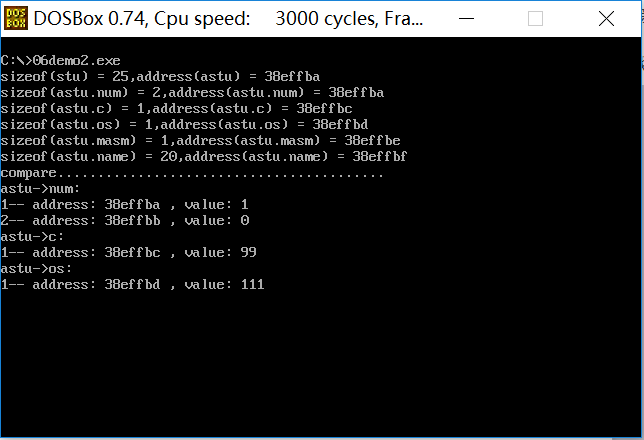 DOS
BOX
DOSBox 0.74, Cpu speed:    3000 cycles, Fra...
C:\>06demo2.exe
sizeof(stu) = 25,address(astu) = 38effba
sizeof(astu.num) = 2,address(astu.num) = 38effba
sizeof(astu.c) = 1,address(astu.c) = 38effbc
sizeof(astu.os) = 1,address(astu.os) = 38effbd
sizeof(astu.masm) = 1,address(astu.masm) = 38effbe
sizeof(astu.name) = 20,address(astu.name) = 38effbf
compare.........................................
astu->num:
1-- address: 38effba , value: 1
2-- address: 38effbb , value: 0
astu->c:
1-- address: 38effbc , value: 99
astu->os:
1-- address: 38effbd , value: 111